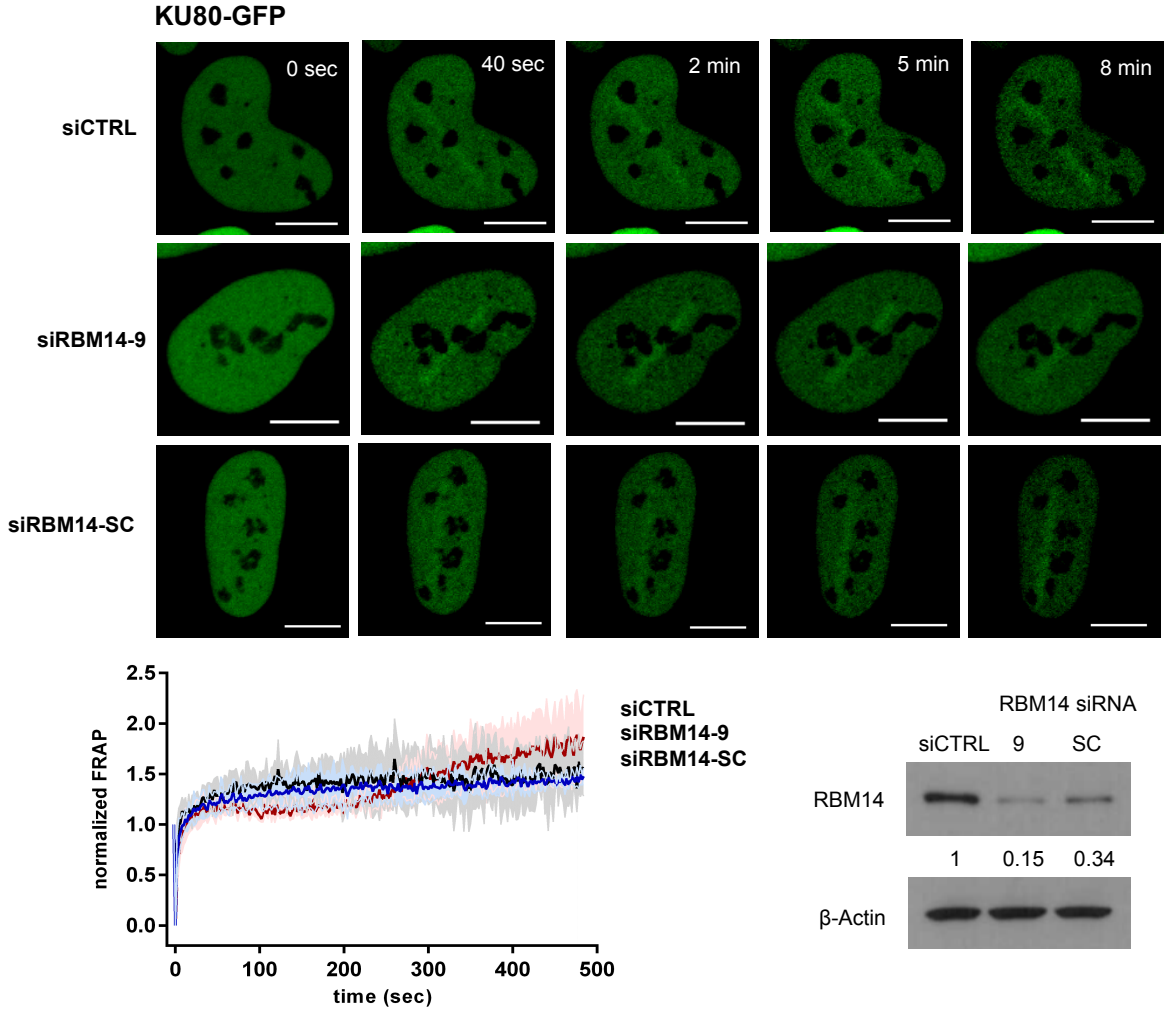 KU80-GFP
0 sec
40 sec
2 min
5 min
8 min
siCTRL
siRBM14-9
siRBM14-SC
2.5
2.0
1.5
1.0
0.5
0.0
normalized FRAP
0 100 200 300 400 500
time (sec)
siCTRL
siRBM14-9
siRBM14-SC
RBM14 siRNA
siCTRL 9 SC
RBM14
1 0.15 0.34
β-Actin